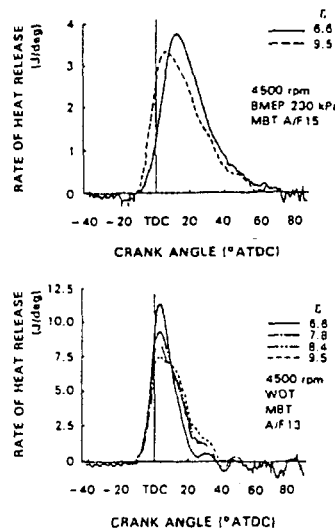 RATE OF HEAT RELEASE
(J/deg)
4
3
2
1
0
-40 -20 TDC 20 40 60 80
CRANK ANGLE (°ATDC)
6.6
9.5
4500 rpm
BMEP 230 kPa
MBT A/F15
RATE OF HEAT RELEASE
(J/deg)
12.5
10.0
7.5
5.0
2.5
0
-40 -20 TDC 20 40 60 80
CRANK ANGLE (°ATDC)
6.6
7.8
8.4
9.5
4500 rpm
WOT
MBT
A/F13